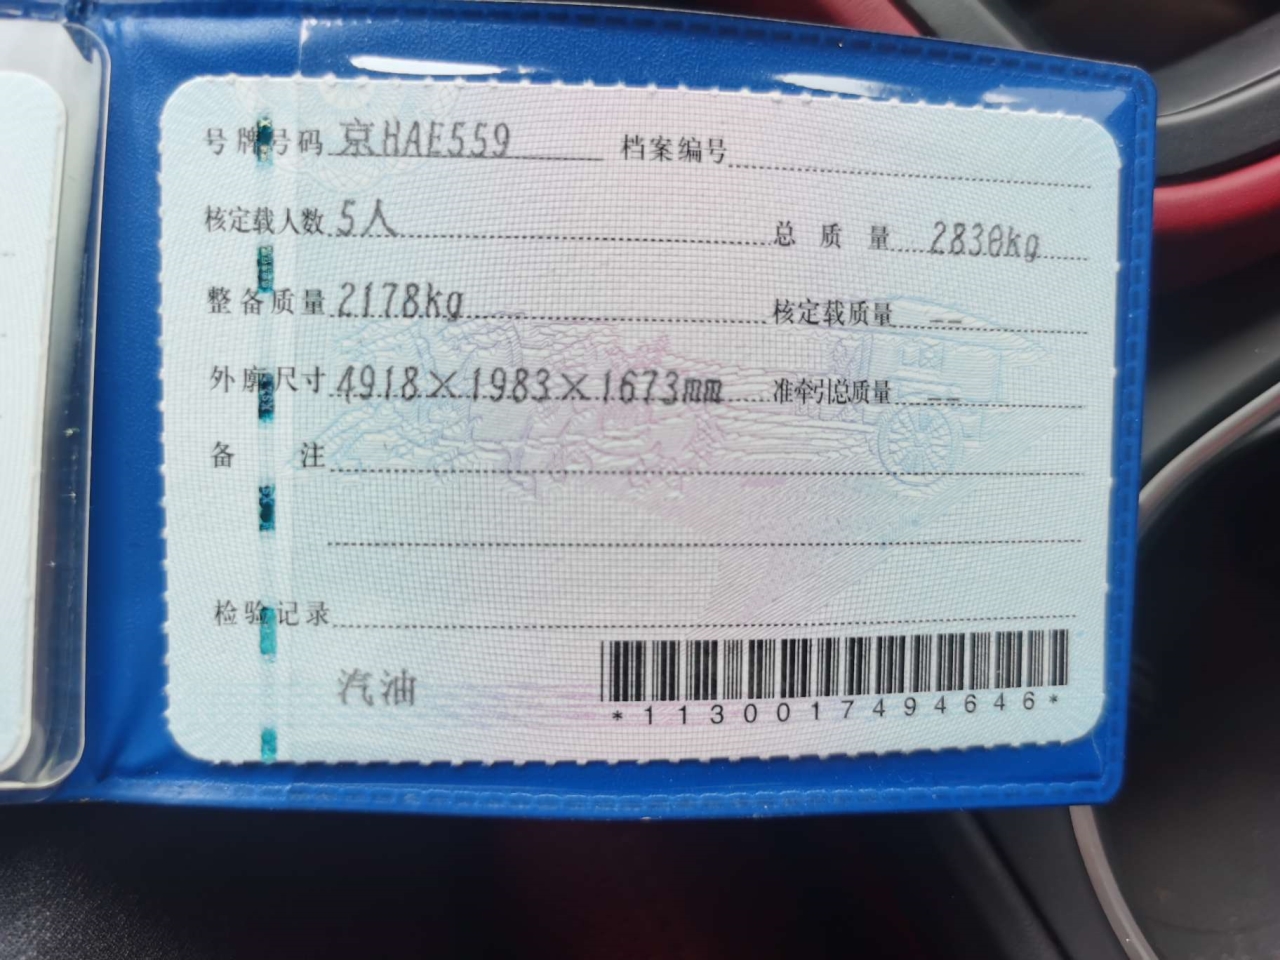 号牌号码 京HAE559 档案编号
核定载人数 5人 总质量 2830kg
整备质量 2178kg 核定载质量 --
外廓尺寸 4918×1983×1673mm 准牵引总质量 --
备注
检验记录
汽油
*1130017494646*